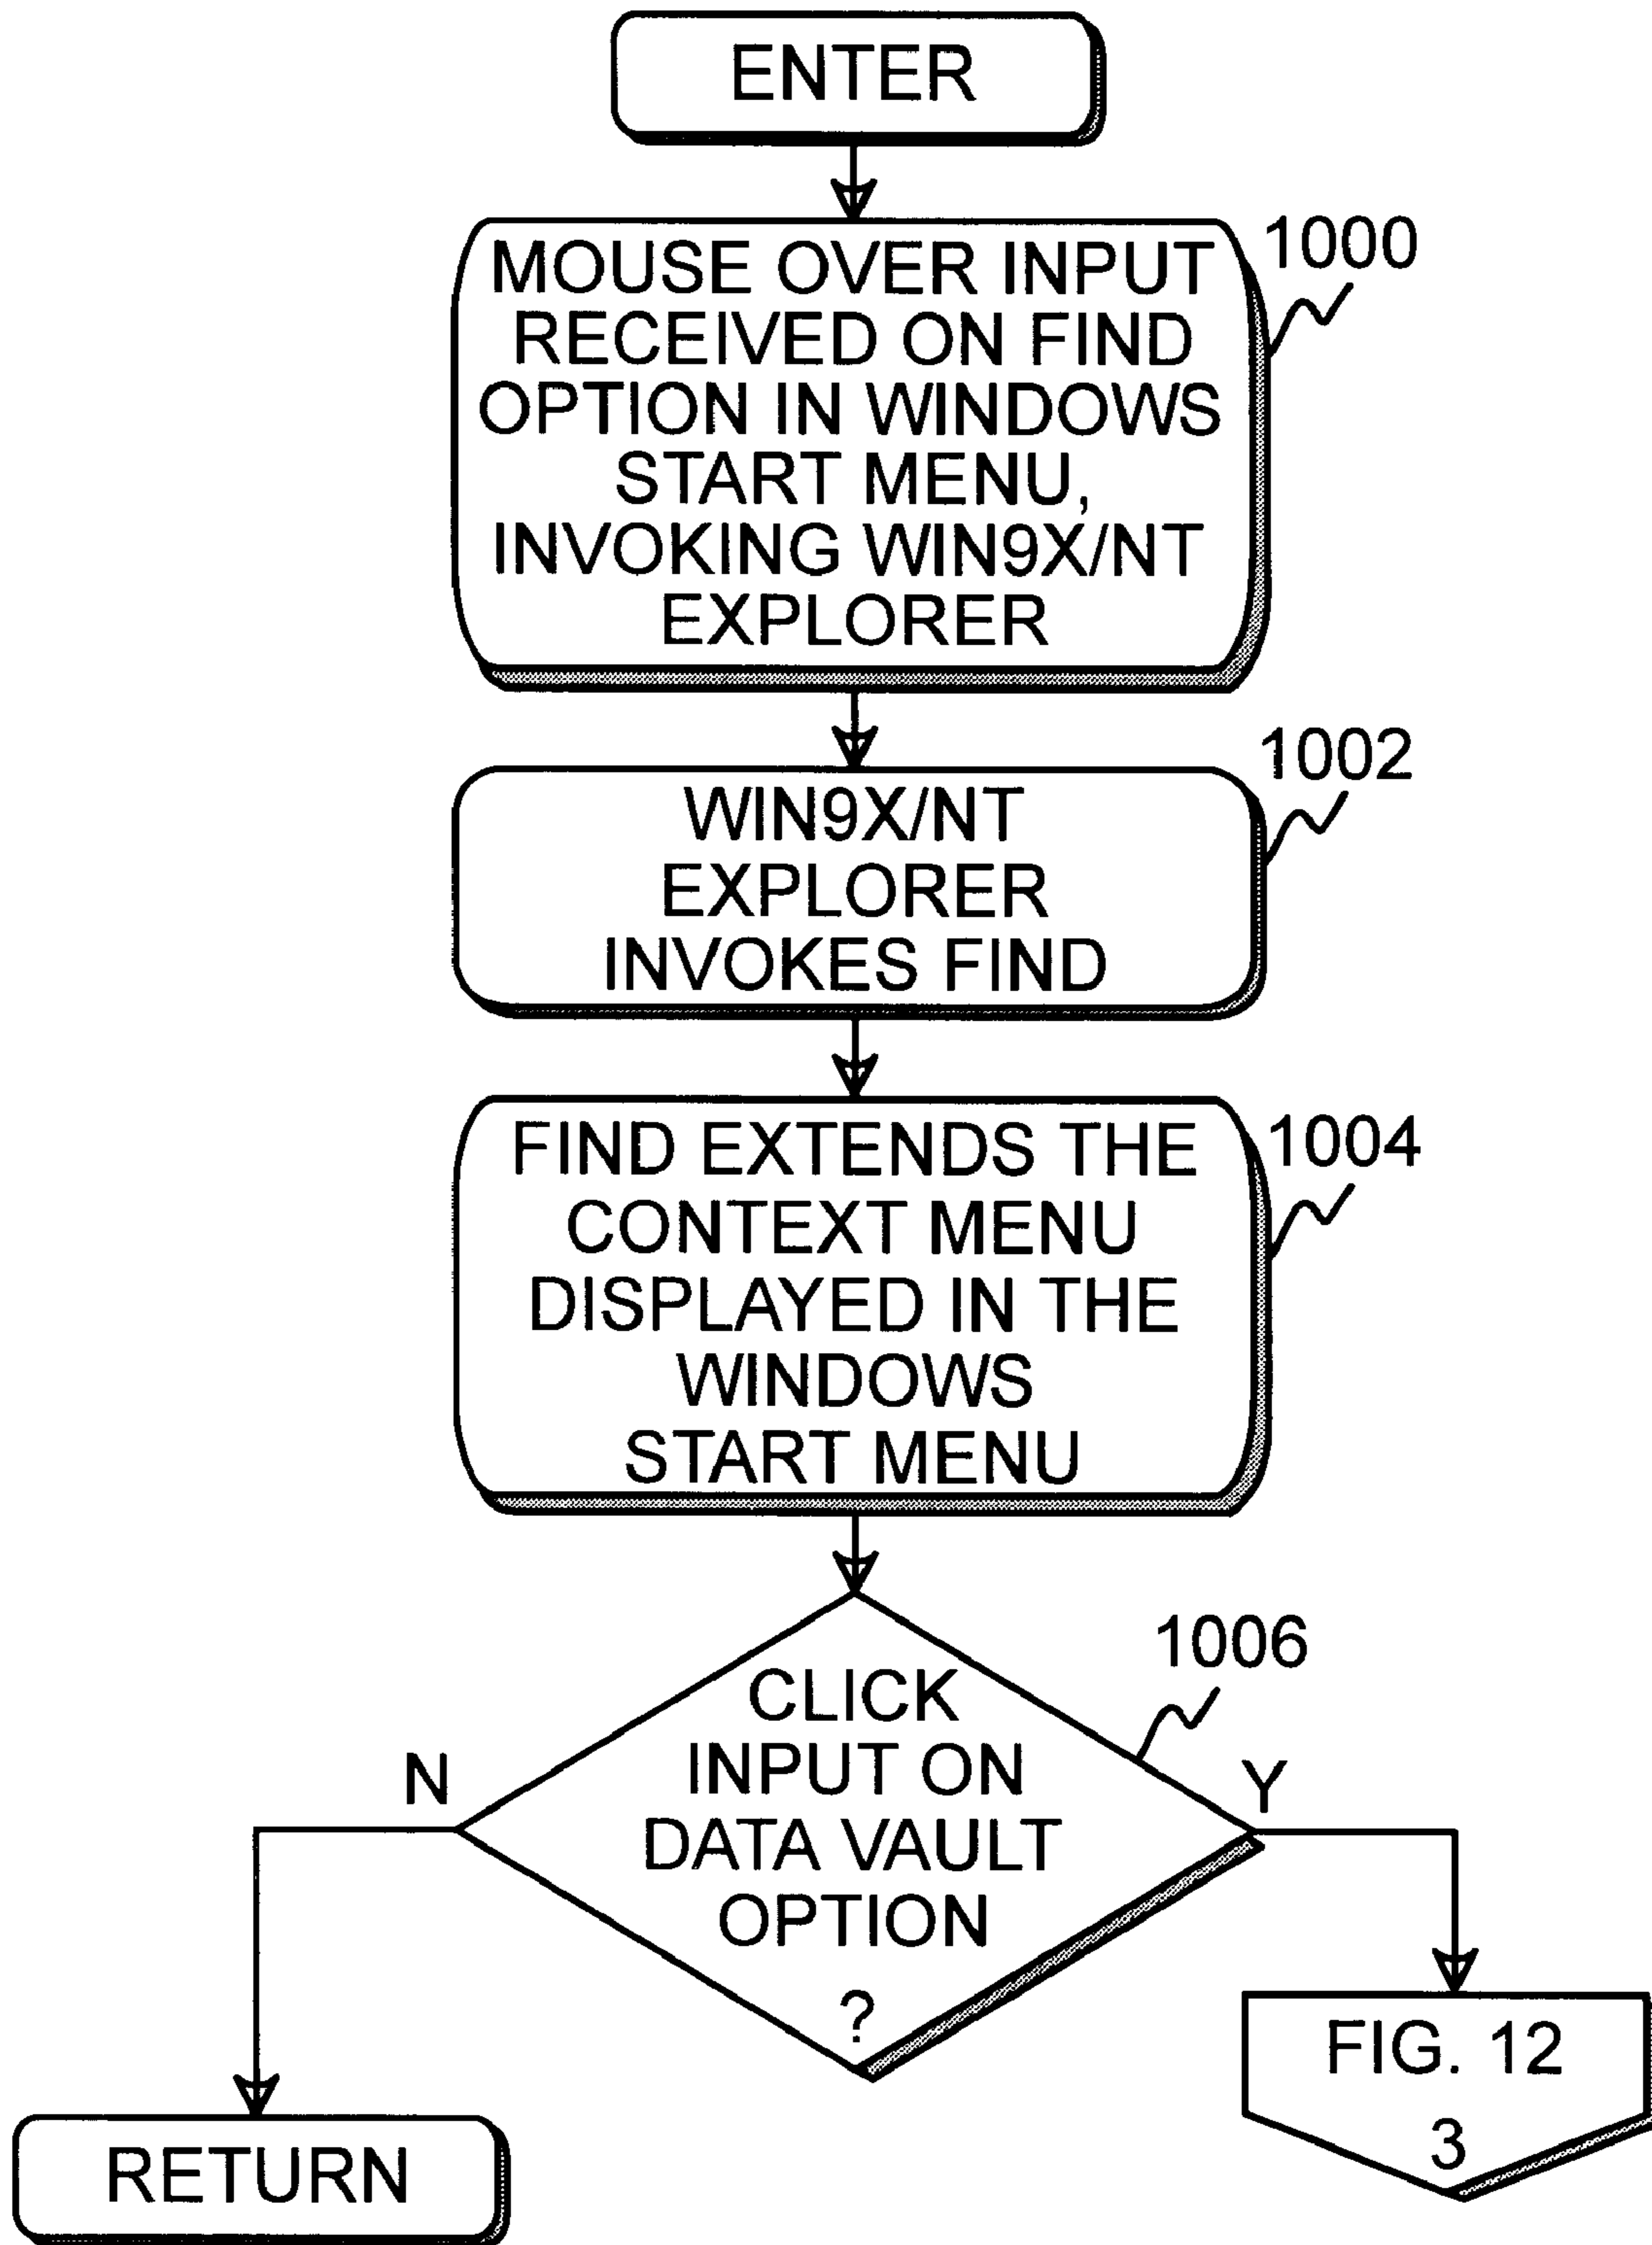 ENTER
MOUSE OVER INPUT
RECEIVED ON FIND
OPTION IN WINDOWS
START MENU,
INVOKING WIN9X/NT
EXPLORER
1000
WIN9X/NT
EXPLORER
INVOKES FIND
1002
FIND EXTENDS THE
CONTEXT MENU
DISPLAYED IN THE
WINDOWS
START MENU
1004
CLICK
INPUT ON
DATA VAULT
OPTION
?
1006
N
Y
RETURN
FIG. 12
3